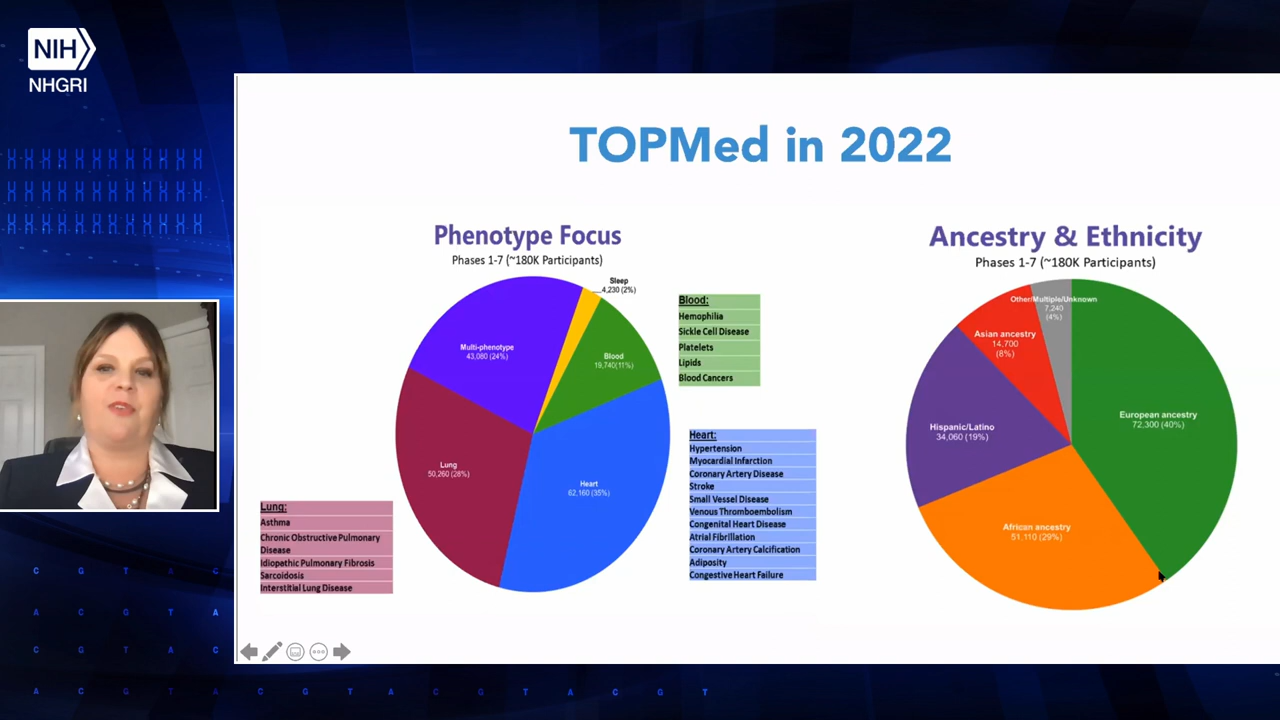 NIH
NHGRI
TOPMed in 2022
Phenotype Focus
Phases 1-7 (~180K Participants)
Sleep
4,230 (2%)
Multi-phenotype
43,080 (24%)
Blood
19,740(11%)
Lung
50,260 (28%)
Heart
62,160 (35%)
Blood:
Hemophilia
Sickle Cell Disease
Platelets
Lipids
Blood Cancers
Heart:
Hypertension
Myocardial Infarction
Coronary Artery Disease
Stroke
Small Vessel Disease
Venous Thromboembolism
Congenital Heart Disease
Atrial Fibrillation
Coronary Artery Calcification
Adiposity
Congestive Heart Failure
Lung:
Asthma
Chronic Obstructive Pulmonary
Disease
Idiopathic Pulmonary Fibrosis
Sarcoidosis
Interstitial Lung Disease
Ancestry & Ethnicity
Phases 1-7 (~180K Participants)
Other/Multiple/Unknown
7,240
(4%)
Asian ancestry
14,700
(8%)
European ancestry
72,300 (40%)
Hispanic/Latino
34,060 (19%)
African ancestry
51,110 (29%)
C G T A C
A C G T A
C G T A C
A C G T A C G T A C G T A C G T